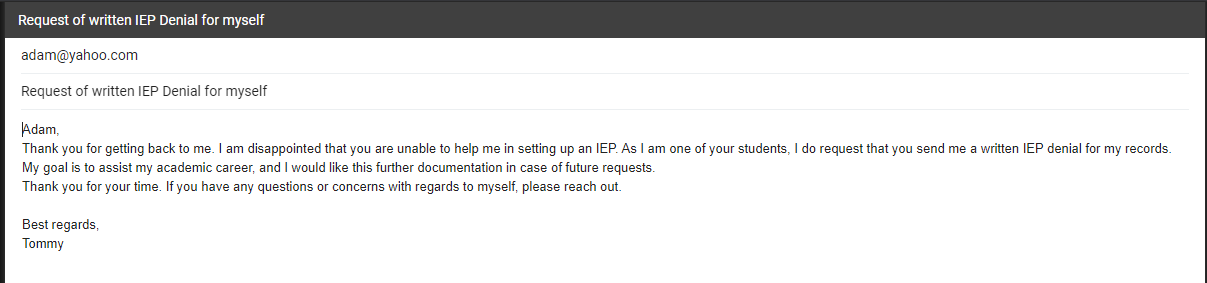 Request of written IEP Denial for myself
adam@yahoo.com
Request of written IEP Denial for myself
Adam,
Thank you for getting back to me. I am disappointed that you are unable to help me in setting up an IEP. As I am one of your students, I do request that you send me a written IEP denial for my records.
My goal is to assist my academic career, and I would like this further documentation in case of future requests.
Thank you for your time. If you have any questions or concerns with regards to myself, please reach out.
Best regards,
Tommy